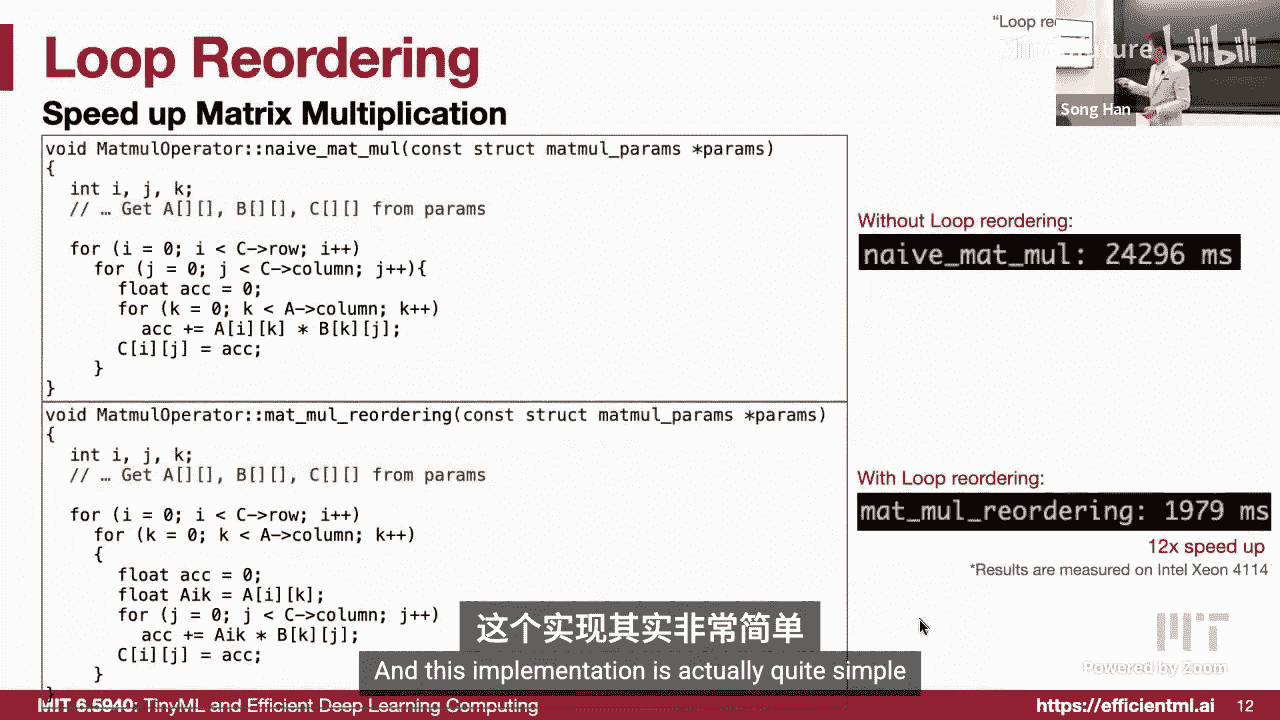 "Loop re
Loop Reordering
bilibili
Song Han
Speed up Matrix Multiplication
void MatmulOperator::naive_mat_mul(const struct matmul_params *params)
{
int i, j, k;
// … Get A[][], B[][], C[][] from params
for (i = 0; i < C->row; i++)
for (j = 0; j < C->column; j++){
float acc = 0;
for (k = 0; k < A->column; k++)
acc += A[i][k] * B[k][j];
C[i][j] = acc;
}
}
Without Loop reordering:
naive_mat_mul: 24296 ms
void MatmulOperator::mat_mul_reordering(const struct matmul_params *params)
{
int i, j, k;
// … Get A[][], B[][], C[][] from params
for (i = 0; i < C->row; i++)
for (k = 0; k < A->column; k++)
{
float acc = 0;
float Aik = A[i][k];
for (j = 0; j < C->column; j++)
acc += Aik * B[k][j];
C[i][j] = acc;
}
}
With Loop reordering:
mat_mul_reordering: 1979 ms
12x speed up
*Results are measured on Intel Xeon 4114
这个实现其实非常简单
And this implementation is actually quite simple
MIT
Powered by Zoom
MIT 6.5940: TinyML and Efficient Deep Learning Computing
https://efficientml.ai
12